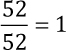 52/52 = 1